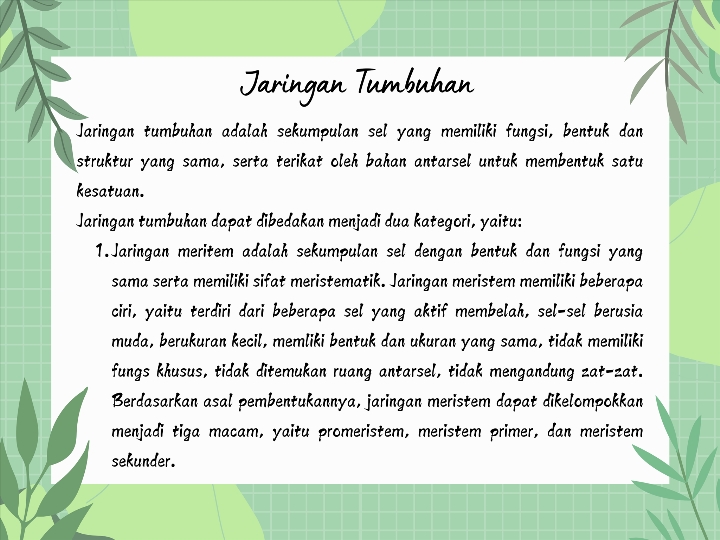 Jaringan Tumbuhan
Jaringan tumbuhan adalah sekumpulan sel yang memiliki fungsi, bentuk dan
struktur yang sama, serta terikat oleh bahan antarsel untuk membentuk satu
kesatuan.
Jaringan tumbuhan dapat dibedakan menjadi dua kategori, yaitu:
1. Jaringan meritem adalah sekumpulan sel dengan bentuk dan fungsi yang
sama serta memiliki sifat meristematik. Jaringan meristem memiliki beberapa
ciri, yaitu terdiri dari beberapa sel yang aktif membelah, sel-sel berusia
muda, berukuran kecil, memliki bentuk dan ukuran yang sama, tidak memiliki
fungs khusus, tidak ditemukan ruang antarsel, tidak mengandung zat-zat.
Berdasarkan asal pembentukannya, jaringan meristem dapat dikelompokkan
menjadi tiga macam, yaitu promeristem, meristem primer, dan meristem
sekunder.